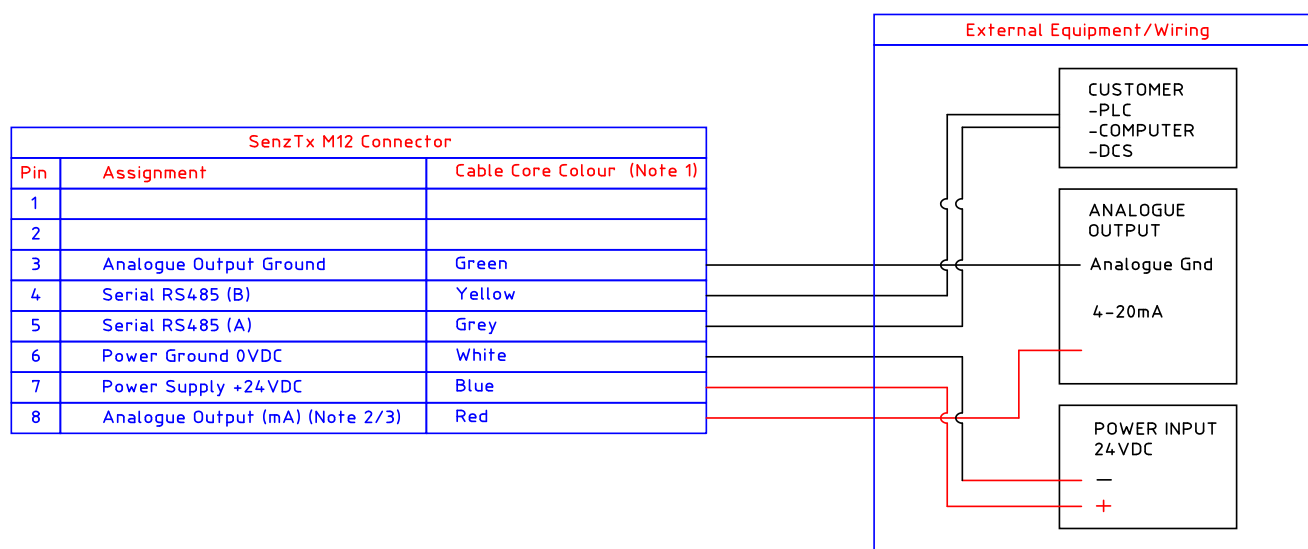 External Equipment/Wiring
CUSTOMER
-PLC
-COMPUTER
-DCS
SenzTx M12 Connector
Pin Assignment Cable Core Colour (Note 1)
1
2
3 Analogue Output Ground Green
4 Serial RS485 (B) Yellow
5 Serial RS485 (A) Grey
6 Power Ground 0VDC White
7 Power Supply +24VDC Blue
8 Analogue Output (mA) (Note 2/3) Red
ANALOGUE
OUTPUT
Analogue Gnd
4-20mA
POWER INPUT
24VDC
-
+